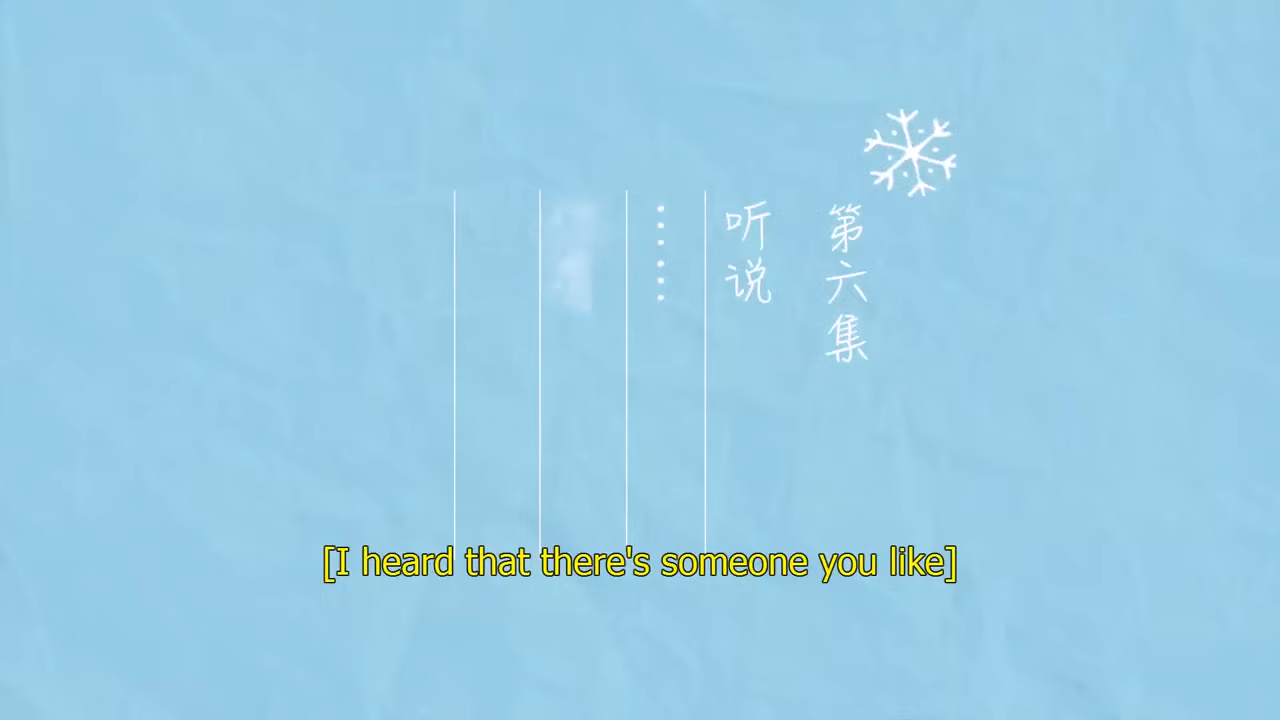 第六集
听说
……
[I heard that there's someone you like]